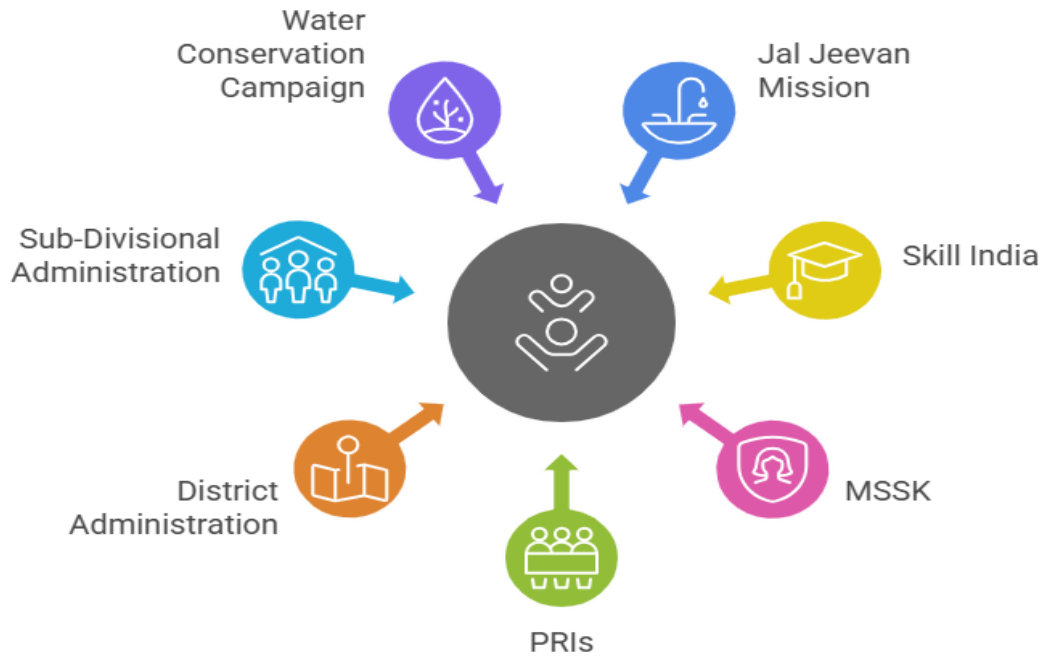 Water
Conservation
Campaign
Jal Jeevan
Mission
Sub-Divisional
Administration
Skill India
District
Administration
MSSK
PRIs